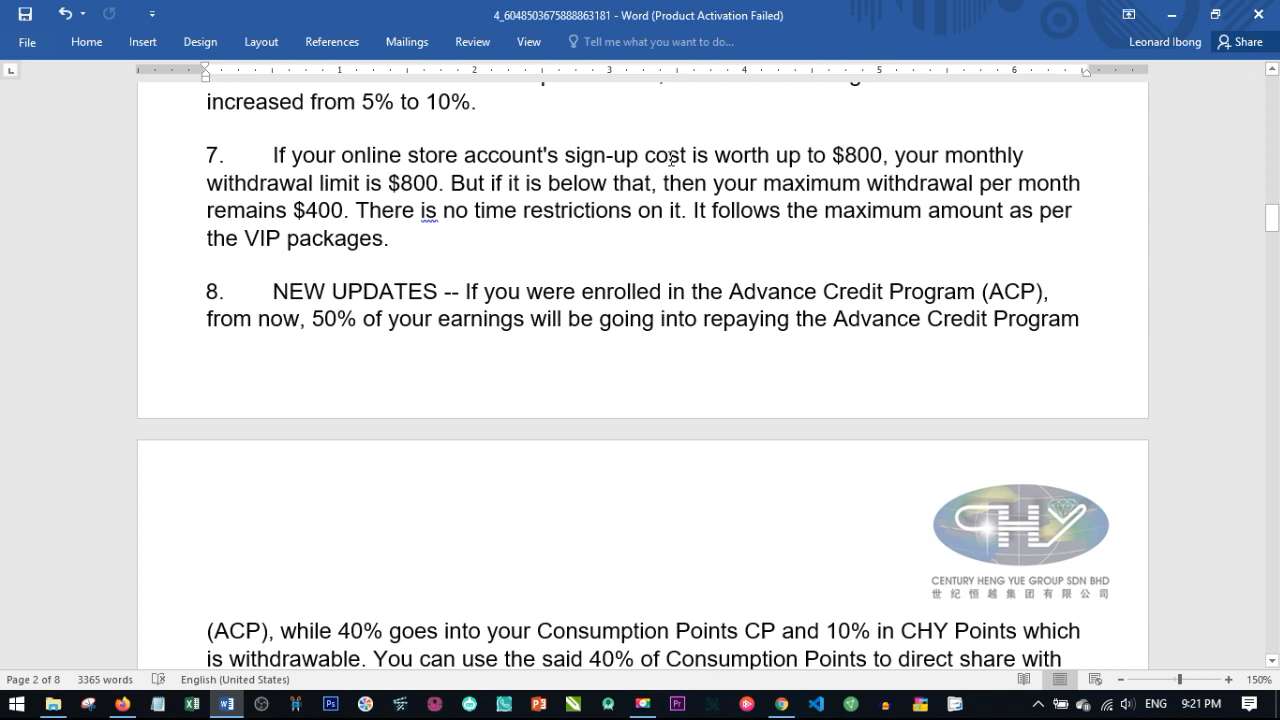 4_6048503675888863181 - Word (Product Activation Failed)
File Home Insert Design Layout References Mailings Review View Tell me what you want to do... Leonard Ibong Share
1 2 3 4 5 6
increased from 5% to 10%.
7. If your online store account's sign-up cost is worth up to $800, your monthly
withdrawal limit is $800. But if it is below that, then your maximum withdrawal per month
remains $400. There is no time restrictions on it. It follows the maximum amount as per
the VIP packages.
8. NEW UPDATES -- If you were enrolled in the Advance Credit Program (ACP),
from now, 50% of your earnings will be going into repaying the Advance Credit Program
CHY
CENTURY HENG YUE GROUP SDN BHD
世纪恒越集团有限公司
(ACP), while 40% goes into your Consumption Points CP and 10% in CHY Points which
is withdrawable. You can use the said 40% of Consumption Points to direct share with
Page 2 of 8 3365 words English (United States) 150%
ENG 9:21 PM